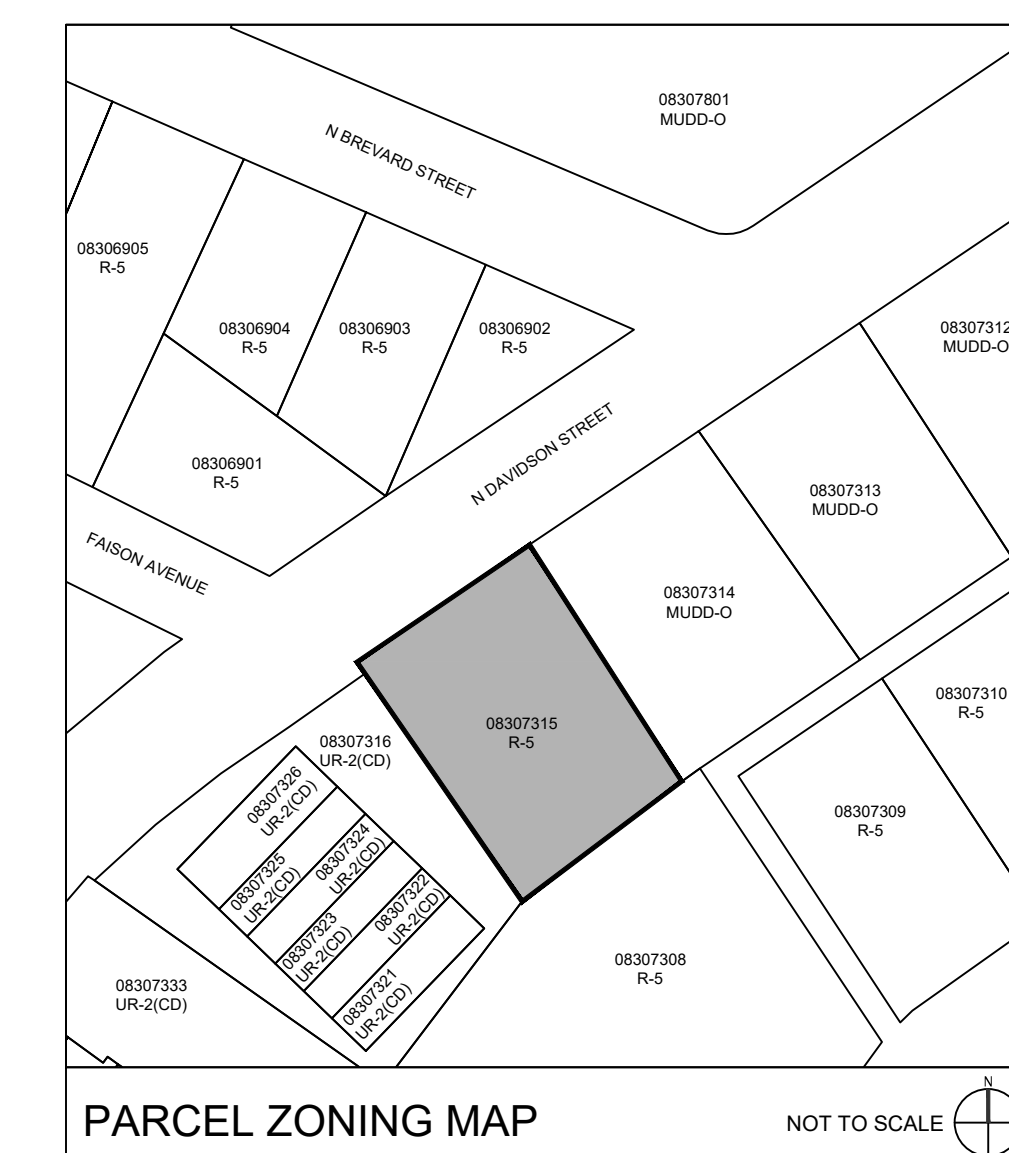 08307801
MUDD-O
N BREVARD STREET
08306905
R-5
08306904
R-5
08306903
R-5
08306902
R-5
08307312
MUDD-O
08306901
R-5
N DAVIDSON STREET
08307313
MUDD-O
FAISON AVENUE
08307314
MUDD-O
08307310
R-5
08307315
R-5
08307316
UR-2(CD)
08307326
UR-2(CD)
08307309
R-5
08307325
UR-2(CD)
08307324
UR-2(CD)
08307323
UR-2(CD)
08307322
UR-2(CD)
08307308
R-5
08307333
UR-2(CD)
08307321
UR-2(CD)
N
PARCEL ZONING MAP
NOT TO SCALE